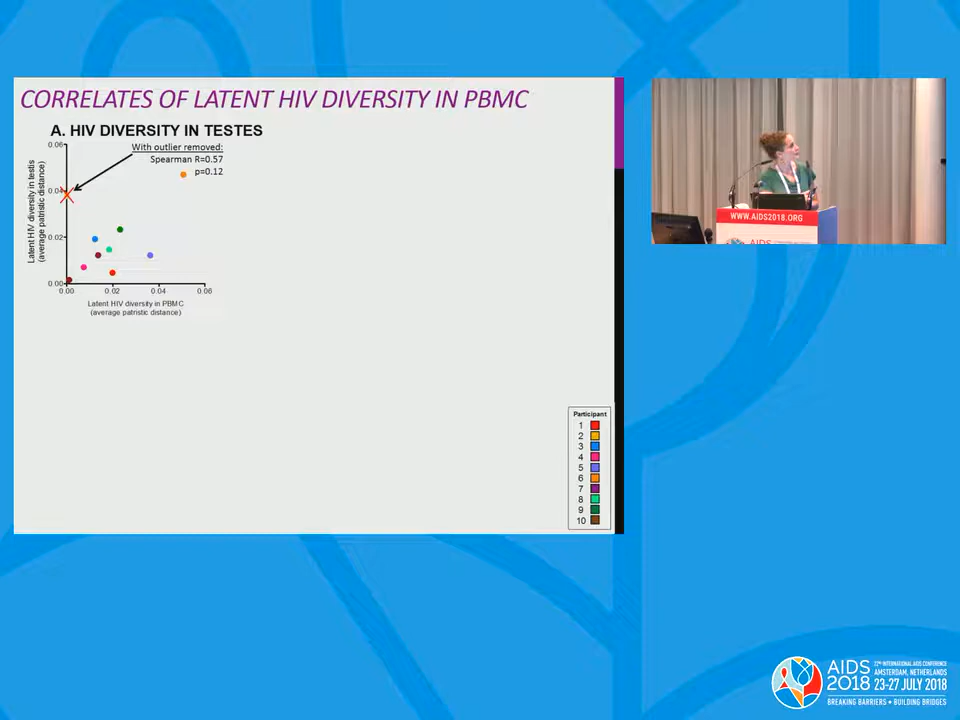 CORRELATES OF LATENT HIV DIVERSITY IN PBMC
A. HIV DIVERSITY IN TESTES
With outlier removed:
Spearman R=0.57
p=0.12
0.06
0.04
0.02
0.00
Latent HIV diversity in testis
(average patristic distance)
0.00 0.02 0.04 0.06
Latent HIV diversity in PBMC
(average patristic distance)
Participant
1
2
3
4
5
6
7
8
9
10
WWW.AIDS2018.ORG
AIDS
AIDS
2018
22ND INTERNATIONAL AIDS CONFERENCE
AMSTERDAM, NETHERLANDS
23-27 JULY 2018
BREAKING BARRIERS • BUILDING BRIDGES